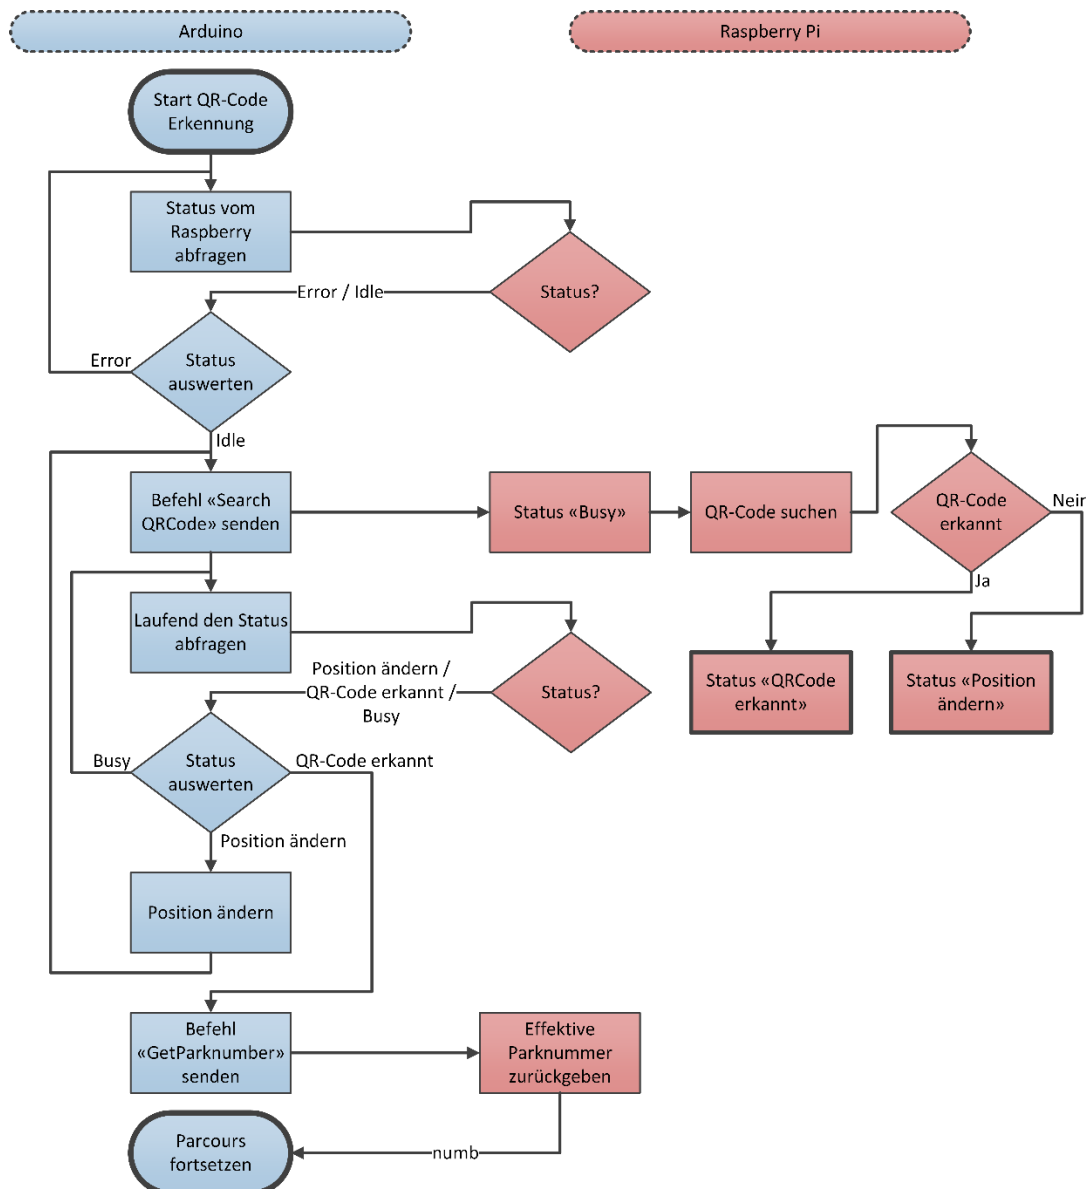 Arduino
Raspberry Pi
Start QR-Code
Erkennung
Status vom
Raspberry
abfragen
Status?
Error / Idle
Error
Status
auswerten
Idle
Befehl «Search
QRCode» senden
Status «Busy»
QR-Code suchen
QR-Code
erkannt
Nein
Ja
Laufend den Status
abfragen
Status?
Status «QRCode
erkannt»
Status «Position
ändern»
Position ändern /
QR-Code erkannt /
Busy
Busy
Status
auswerten
QR-Code erkannt
Position ändern
Position ändern
Befehl
«GetParknumber»
senden
Effektive
Parknummer
zurückgeben
Parcours
fortsetzen
numb